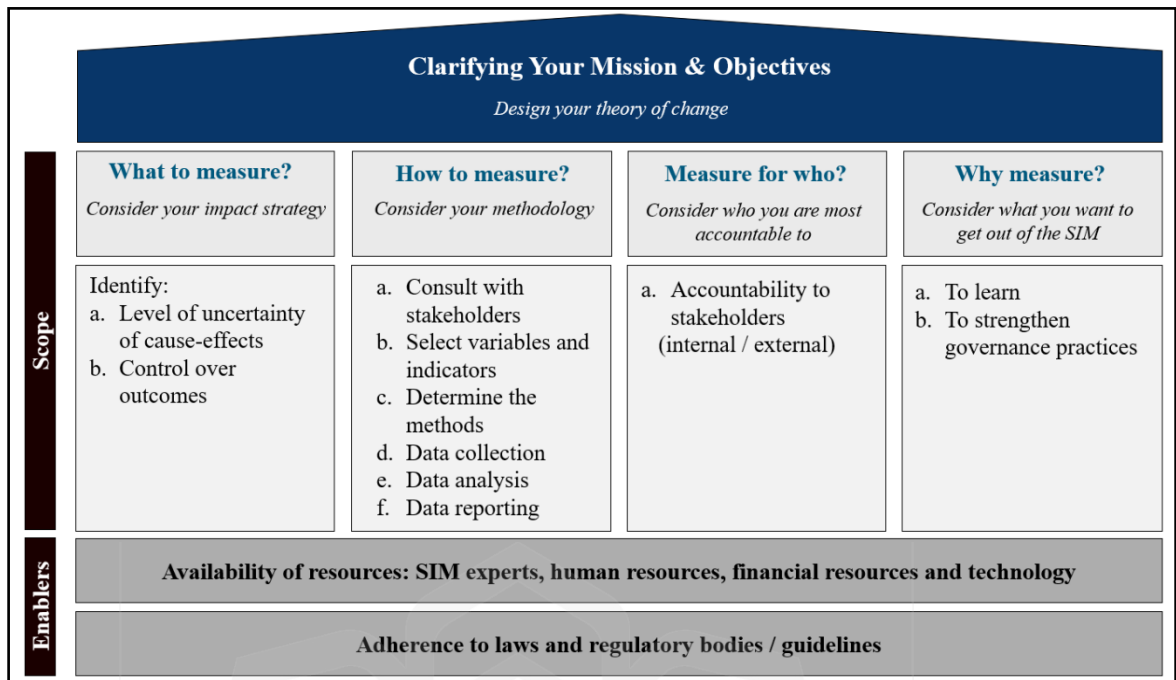 Clarifying Your Mission & Objectives
Design your theory of change
Scope
What to measure?
Consider your impact strategy
Identify:
a. Level of uncertainty
of cause-effects
b. Control over
outcomes
How to measure?
Consider your methodology
a. Consult with
stakeholders
b. Select variables and
indicators
c. Determine the
methods
d. Data collection
e. Data analysis
f. Data reporting
Measure for who?
Consider who you are most
accountable to
a. Accountability to
stakeholders
(internal / external)
Why measure?
Consider what you want to
get out of the SIM
a. To learn
b. To strengthen
governance practices
Enablers
Availability of resources: SIM experts, human resources, financial resources and technology
Adherence to laws and regulatory bodies / guidelines